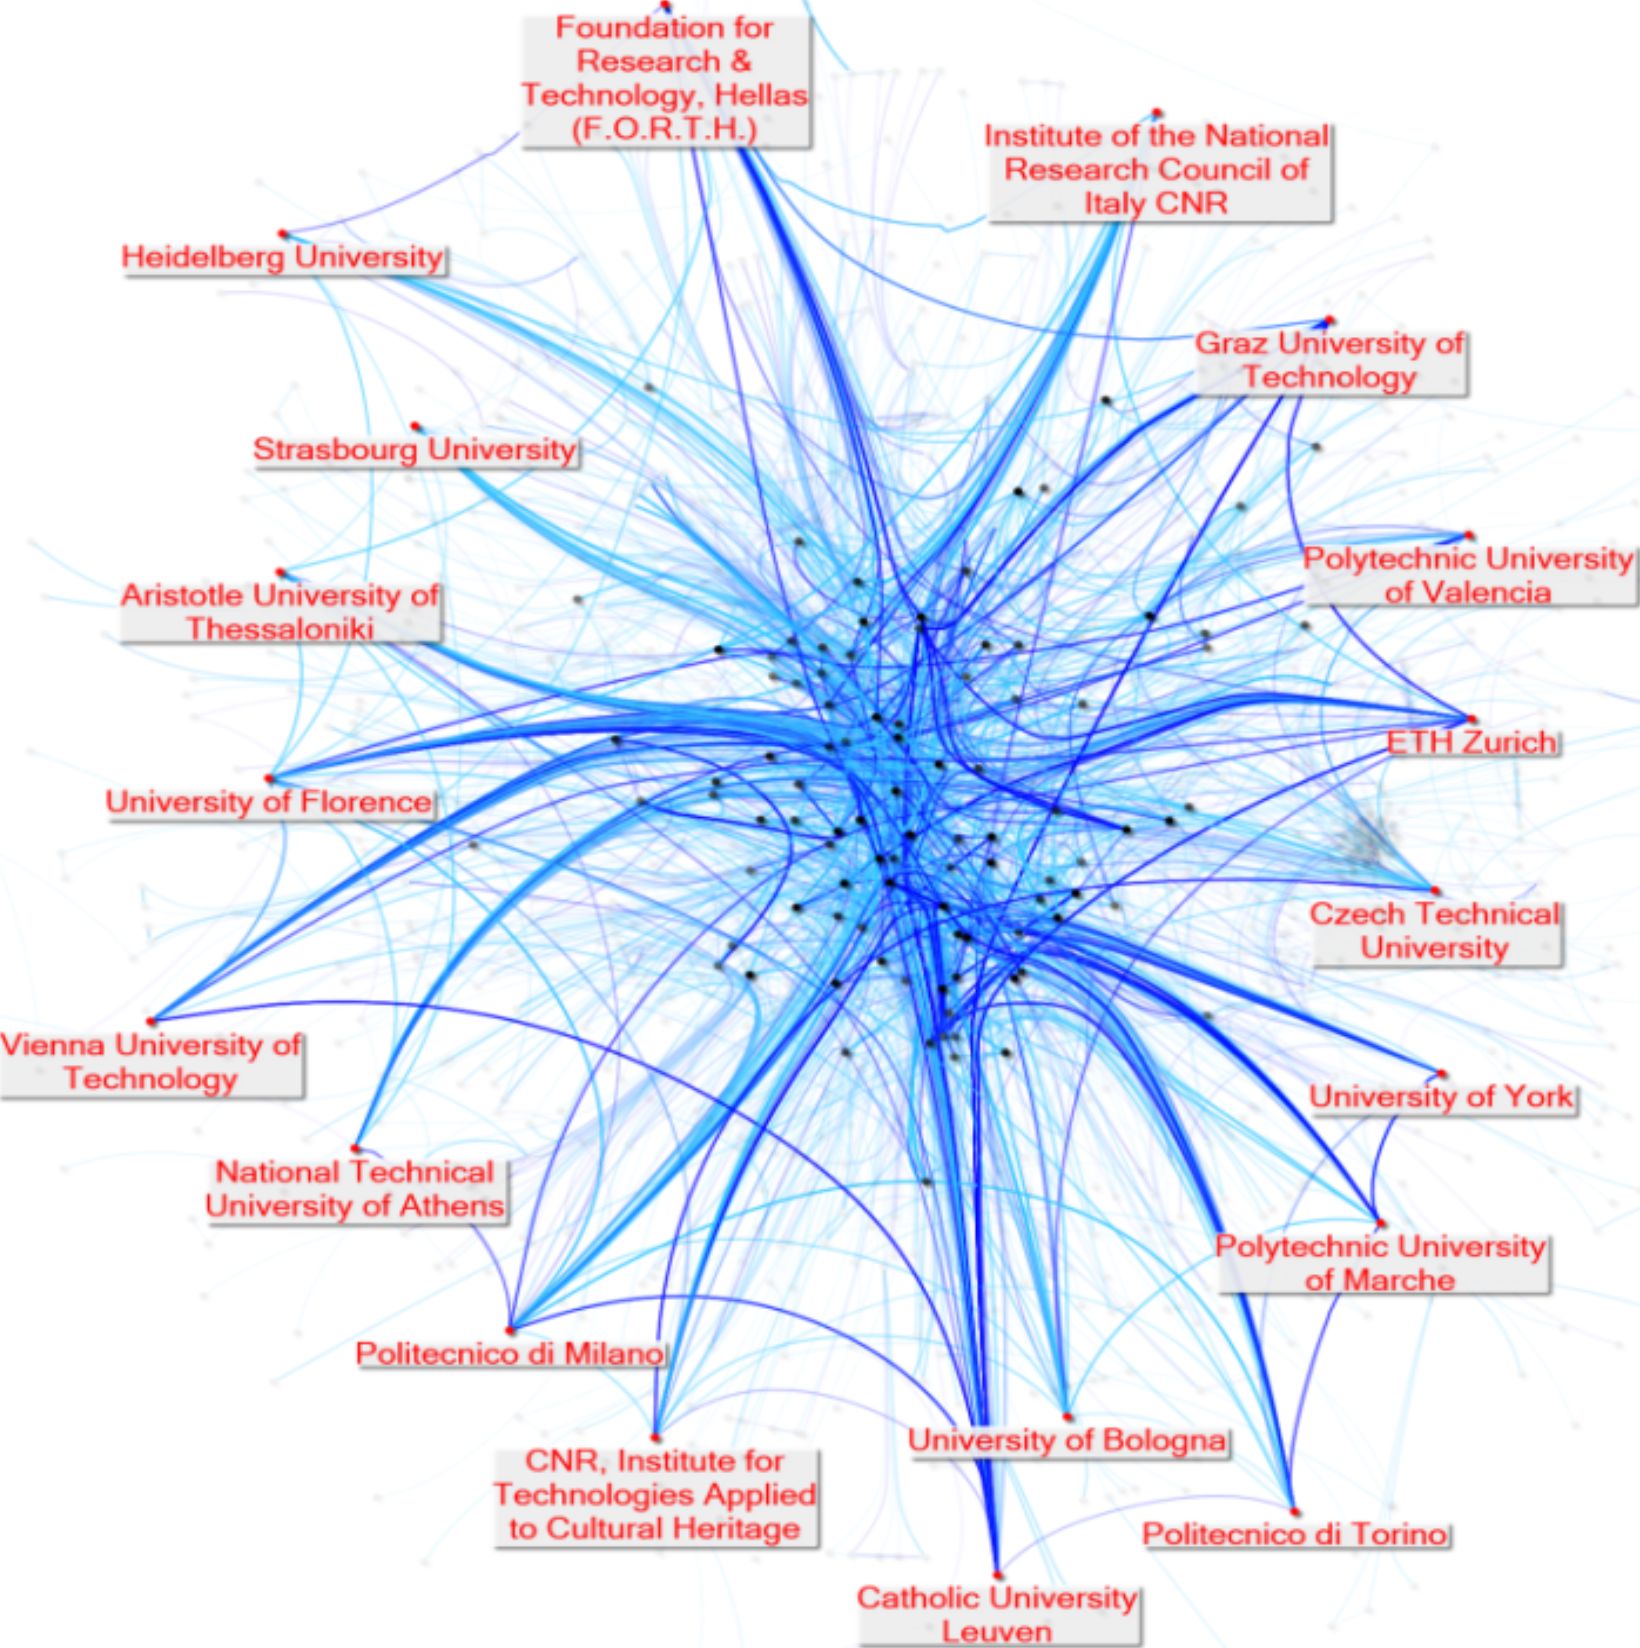 Foundation for
Research &
Technology, Hellas
(F.O.R.T.H.)
Institute of the National
Research Council of
Italy CNR
Heidelberg University
Graz University of
Technology
Strasbourg University
Polytechnic University
of Valencia
Aristotle University of
Thessaloniki
ETH Zurich
University of Florence
Czech Technical
University
Vienna University of
Technology
University of York
National Technical
University of Athens
Polytechnic University
of Marche
Politecnico di Milano
University of Bologna
CNR, Institute for
Technologies Applied
to Cultural Heritage
Politecnico di Torino
Catholic University
Leuven